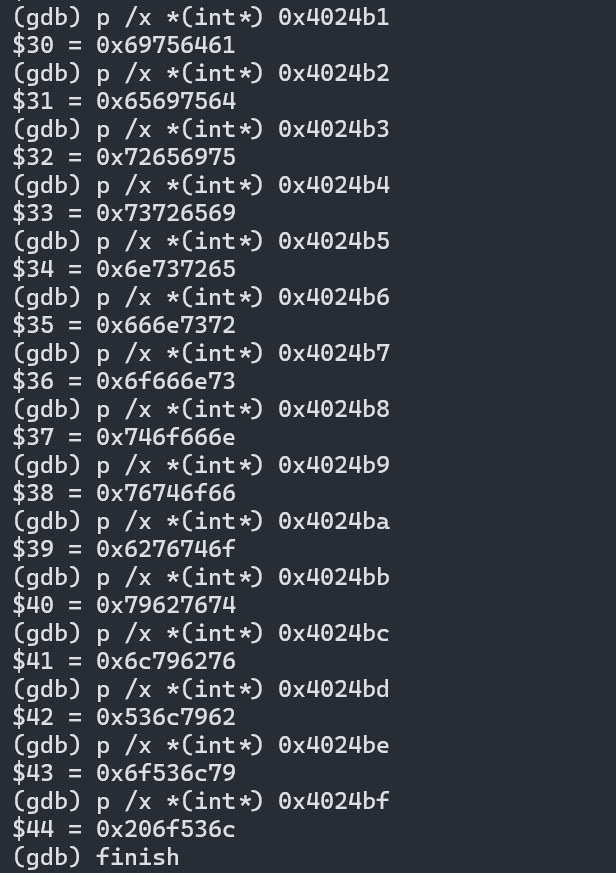 (gdb) p /x *(int*) 0x4024b1
$30 = 0x69756461
(gdb) p /x *(int*) 0x4024b2
$31 = 0x65697564
(gdb) p /x *(int*) 0x4024b3
$32 = 0x72656975
(gdb) p /x *(int*) 0x4024b4
$33 = 0x73726569
(gdb) p /x *(int*) 0x4024b5
$34 = 0x6e737265
(gdb) p /x *(int*) 0x4024b6
$35 = 0x666e7372
(gdb) p /x *(int*) 0x4024b7
$36 = 0x6f666e73
(gdb) p /x *(int*) 0x4024b8
$37 = 0x746f666e
(gdb) p /x *(int*) 0x4024b9
$38 = 0x76746f66
(gdb) p /x *(int*) 0x4024ba
$39 = 0x6276746f
(gdb) p /x *(int*) 0x4024bb
$40 = 0x79627674
(gdb) p /x *(int*) 0x4024bc
$41 = 0x6c796276
(gdb) p /x *(int*) 0x4024bd
$42 = 0x536c7962
(gdb) p /x *(int*) 0x4024be
$43 = 0x6f536c79
(gdb) p /x *(int*) 0x4024bf
$44 = 0x206f536c
(gdb) finish